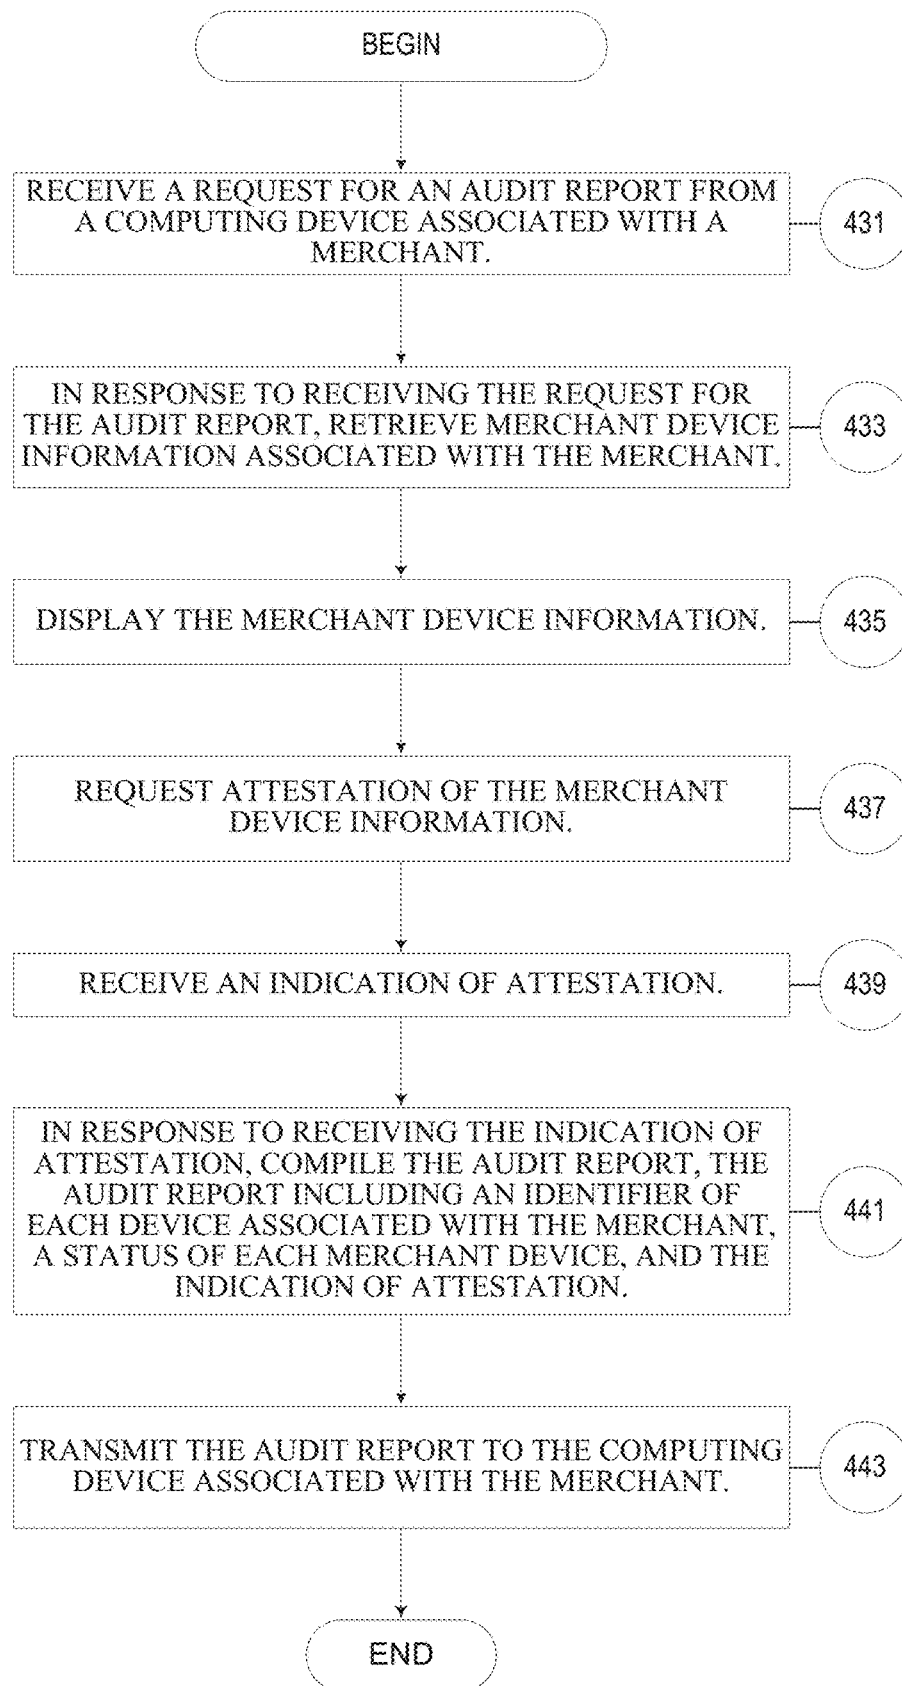 BEGIN
RECEIVE A REQUEST FOR AN AUDIT REPORT FROM
A COMPUTING DEVICE ASSOCIATED WITH A
MERCHANT.
431
IN RESPONSE TO RECEIVING THE REQUEST FOR
THE AUDIT REPORT, RETRIEVE MERCHANT DEVICE
INFORMATION ASSOCIATED WITH THE MERCHANT.
433
DISPLAY THE MERCHANT DEVICE INFORMATION.
435
REQUEST ATTESTATION OF THE MERCHANT
DEVICE INFORMATION.
437
RECEIVE AN INDICATION OF ATTESTATION.
439
IN RESPONSE TO RECEIVING THE INDICATION OF
ATTESTATION, COMPILE THE AUDIT REPORT, THE
AUDIT REPORT INCLUDING AN IDENTIFIER OF
EACH DEVICE ASSOCIATED WITH THE MERCHANT,
A STATUS OF EACH MERCHANT DEVICE, AND THE
INDICATION OF ATTESTATION.
441
TRANSMIT THE AUDIT REPORT TO THE COMPUTING
DEVICE ASSOCIATED WITH THE MERCHANT.
443
END